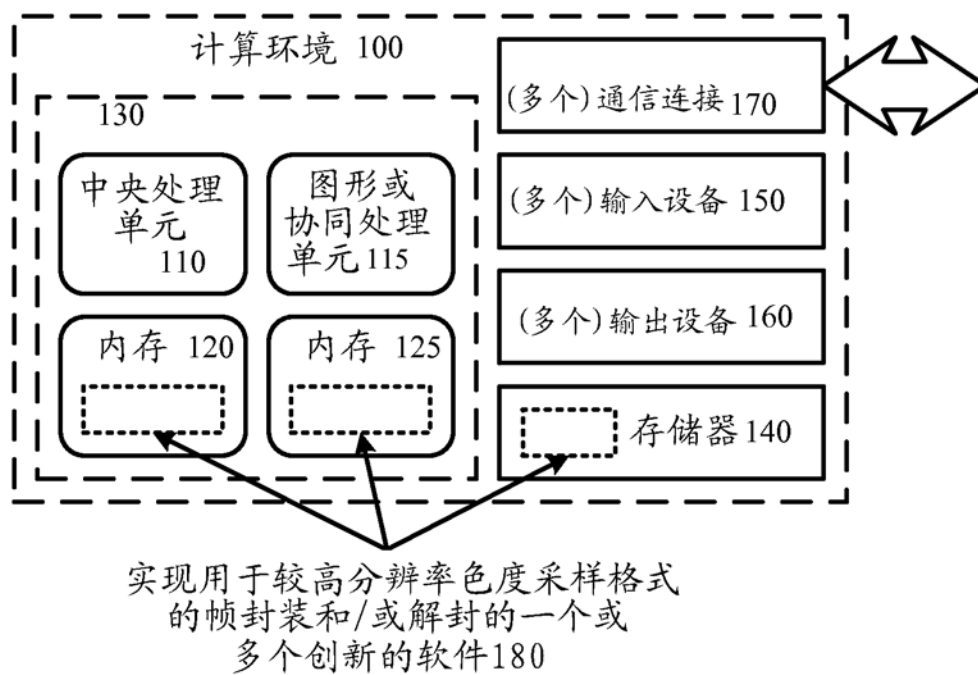 计算环境 100
130
中央处理
单元
110
图形或
协同处理
单元 115
内存 120
内存 125
(多个)通信连接 170
(多个)输入设备 150
(多个)输出设备 160
存储器 140
实现用于较高分辨率色度采样格式
的帧封装和/或解封的一个或
多个创新的软件180